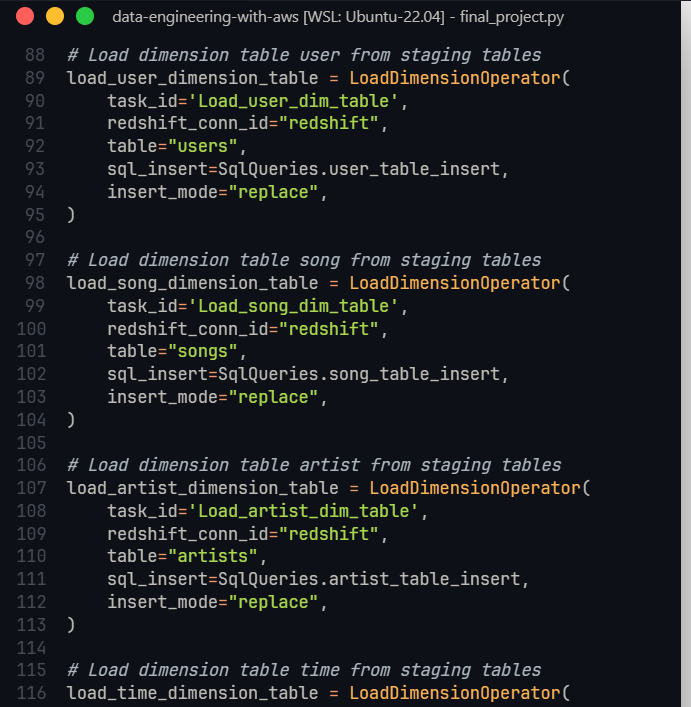 data-engineering-with-aws [WSL: Ubuntu-22.04] - final_project.py
88 # Load dimension table user from staging tables
89 load_user_dimension_table = LoadDimensionOperator(
90     task_id='Load_user_dim_table',
91     redshift_conn_id="redshift",
92     table="users",
93     sql_insert=SqlQueries.user_table_insert,
94     insert_mode="replace",
95 )
96
97 # Load dimension table song from staging tables
98 load_song_dimension_table = LoadDimensionOperator(
99     task_id='Load_song_dim_table',
100     redshift_conn_id="redshift",
101     table="songs",
102     sql_insert=SqlQueries.song_table_insert,
103     insert_mode="replace",
104 )
105
106 # Load dimension table artist from staging tables
107 load_artist_dimension_table = LoadDimensionOperator(
108     task_id='Load_artist_dim_table',
109     redshift_conn_id="redshift",
110     table="artists",
111     sql_insert=SqlQueries.artist_table_insert,
112     insert_mode="replace",
113 )
114
115 # Load dimension table time from staging tables
116 load_time_dimension_table = LoadDimensionOperator(